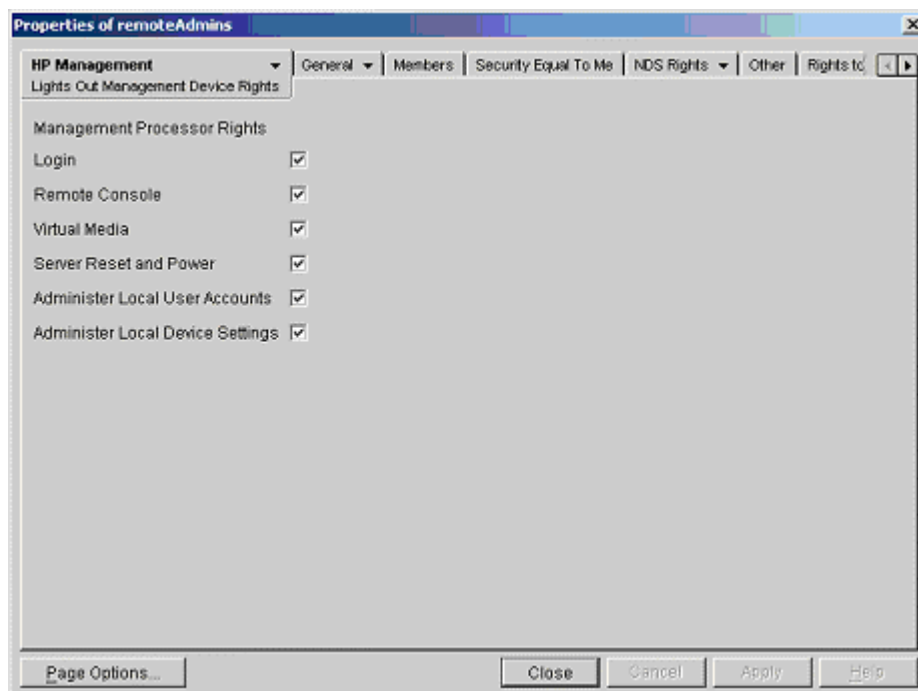 Properties of remoteAdmins
HP Management General Members Security Equal To Me NDS Rights Other Rights to
Lights Out Management Device Rights
Management Processor Rights
Login
Remote Console
Virtual Media
Server Reset and Power
Administer Local User Accounts
Administer Local Device Settings
Page Options... Close Cancel Apply Help